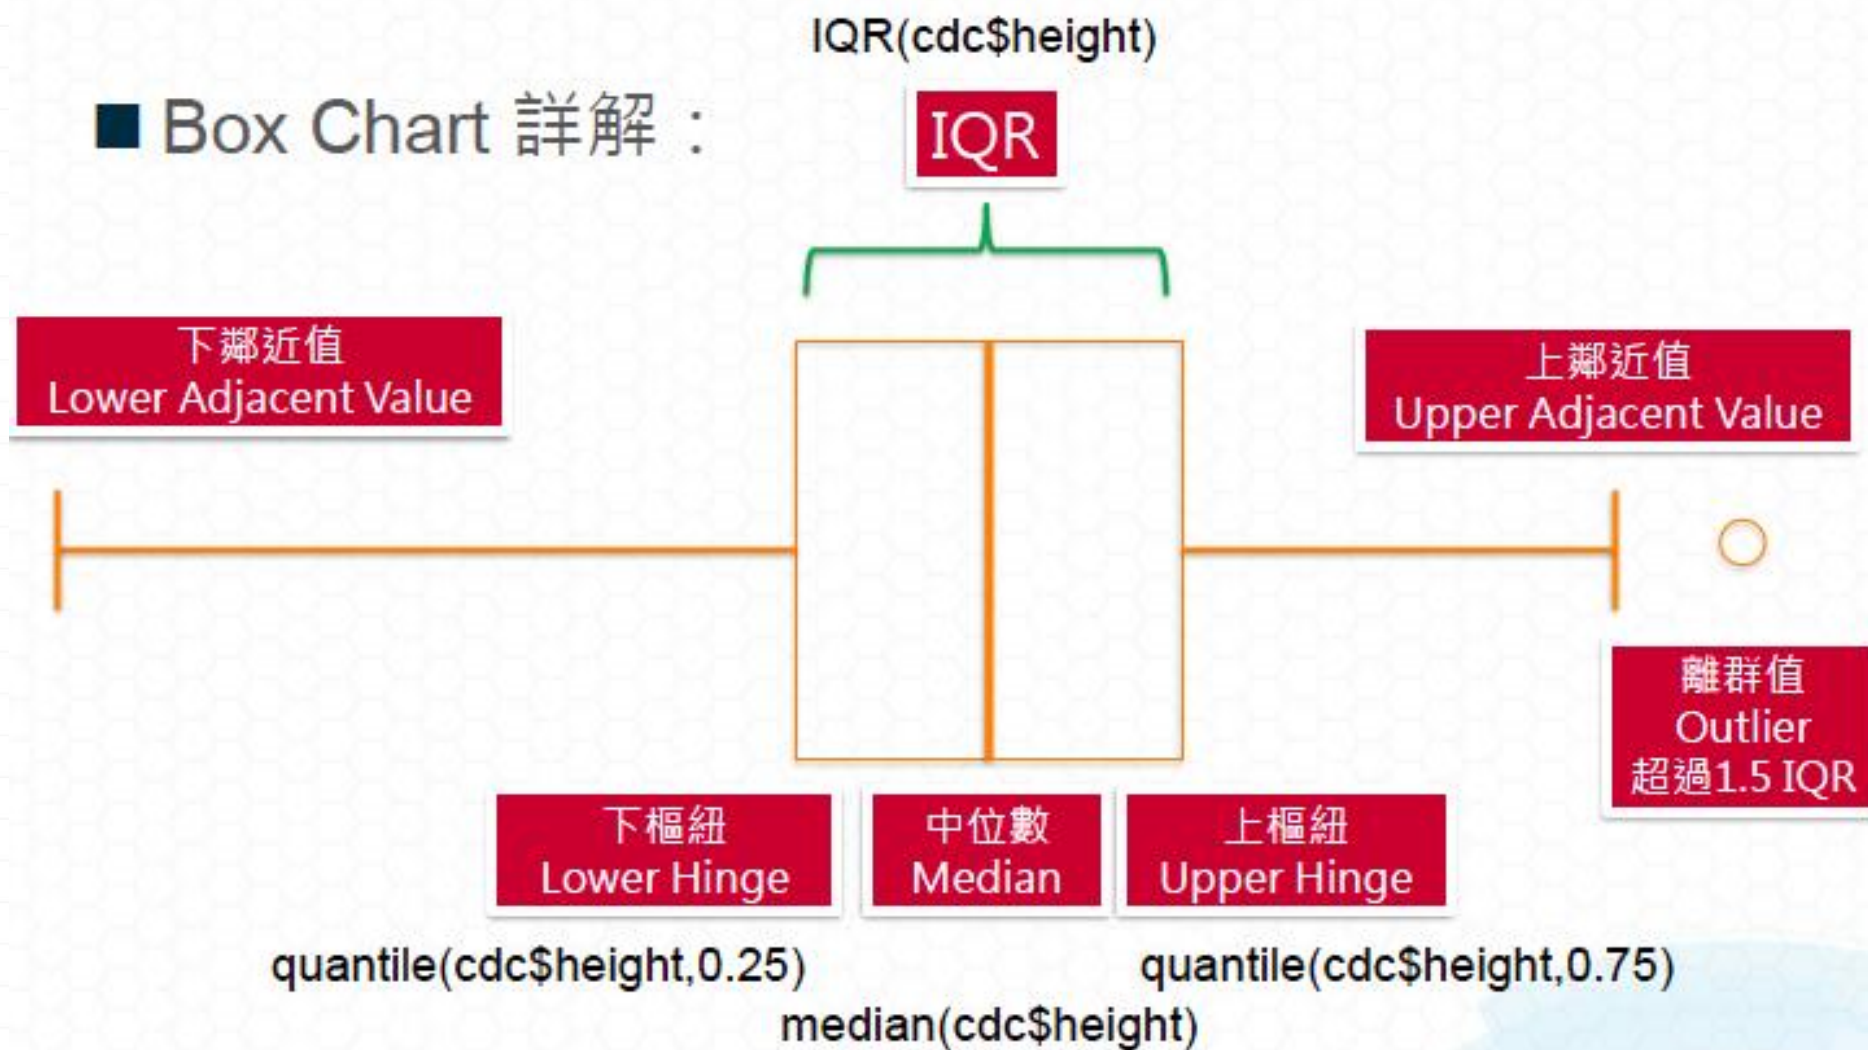 IQR(cdc$height)
Box Chart 詳解：
IQR
下鄰近值
Lower Adjacent Value
上鄰近值
Upper Adjacent Value
離群值
Outlier
超過1.5 IQR
下樞紐
Lower Hinge
中位數
Median
上樞紐
Upper Hinge
quantile(cdc$height,0.25)
quantile(cdc$height,0.75)
median(cdc$height)